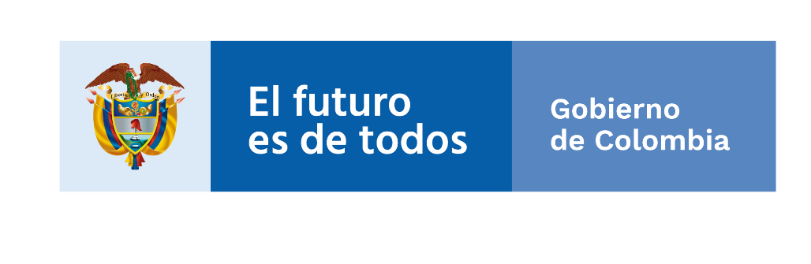 El futuro
es de todos
Gobierno
de Colombia